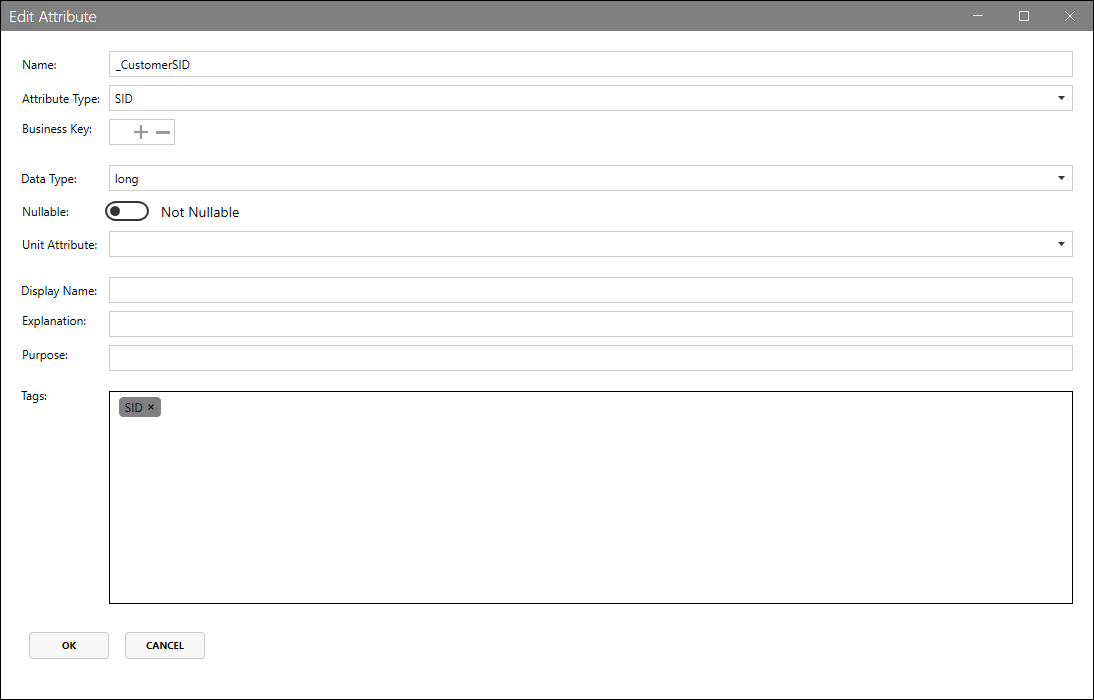 Edit Attribute
Name: _CustomerSID
Attribute Type: SID
Business Key:
Data Type: long
Nullable: Not Nullable
Unit Attribute:
Display Name:
Explanation:
Purpose:
Tags: SID ×
OK CANCEL